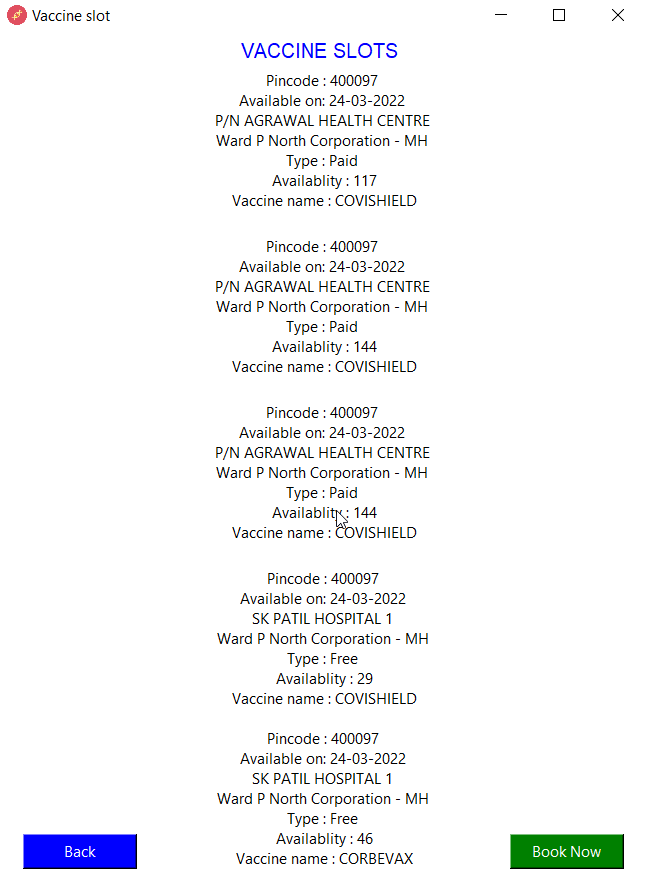 Vaccine slot
VACCINE SLOTS
Pincode : 400097
Available on: 24-03-2022
P/N AGRAWAL HEALTH CENTRE
Ward P North Corporation - MH
Type : Paid
Availablity : 117
Vaccine name : COVISHIELD
Pincode : 400097
Available on: 24-03-2022
P/N AGRAWAL HEALTH CENTRE
Ward P North Corporation - MH
Type : Paid
Availablity : 144
Vaccine name : COVISHIELD
Pincode : 400097
Available on: 24-03-2022
P/N AGRAWAL HEALTH CENTRE
Ward P North Corporation - MH
Type : Paid
Availablity : 144
Vaccine name : COVISHIELD
Pincode : 400097
Available on: 24-03-2022
SK PATIL HOSPITAL 1
Ward P North Corporation - MH
Type : Free
Availablity : 29
Vaccine name : COVISHIELD
Pincode : 400097
Available on: 24-03-2022
SK PATIL HOSPITAL 1
Ward P North Corporation - MH
Type : Free
Availablity : 46
Vaccine name : CORBEVAX
Back
Book Now